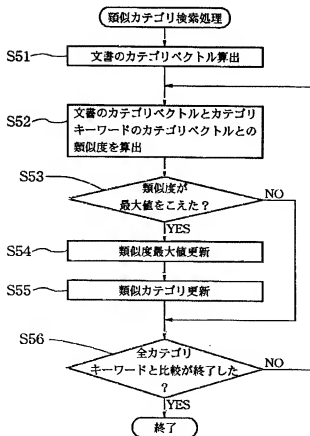 類似カテゴリ検索処理
S51
文書のカテゴリベクトル算出
S52
文書のカテゴリベクトルとカテゴリ
キーワードのカテゴリベクトルとの
類似度を算出
S53
類似度が
最大値をこえた?
NO
YES
S54
類似度最大値更新
S55
類似カテゴリ更新
S56
全カテゴリ
キーワードと比較が終了した
?
NO
YES
終了